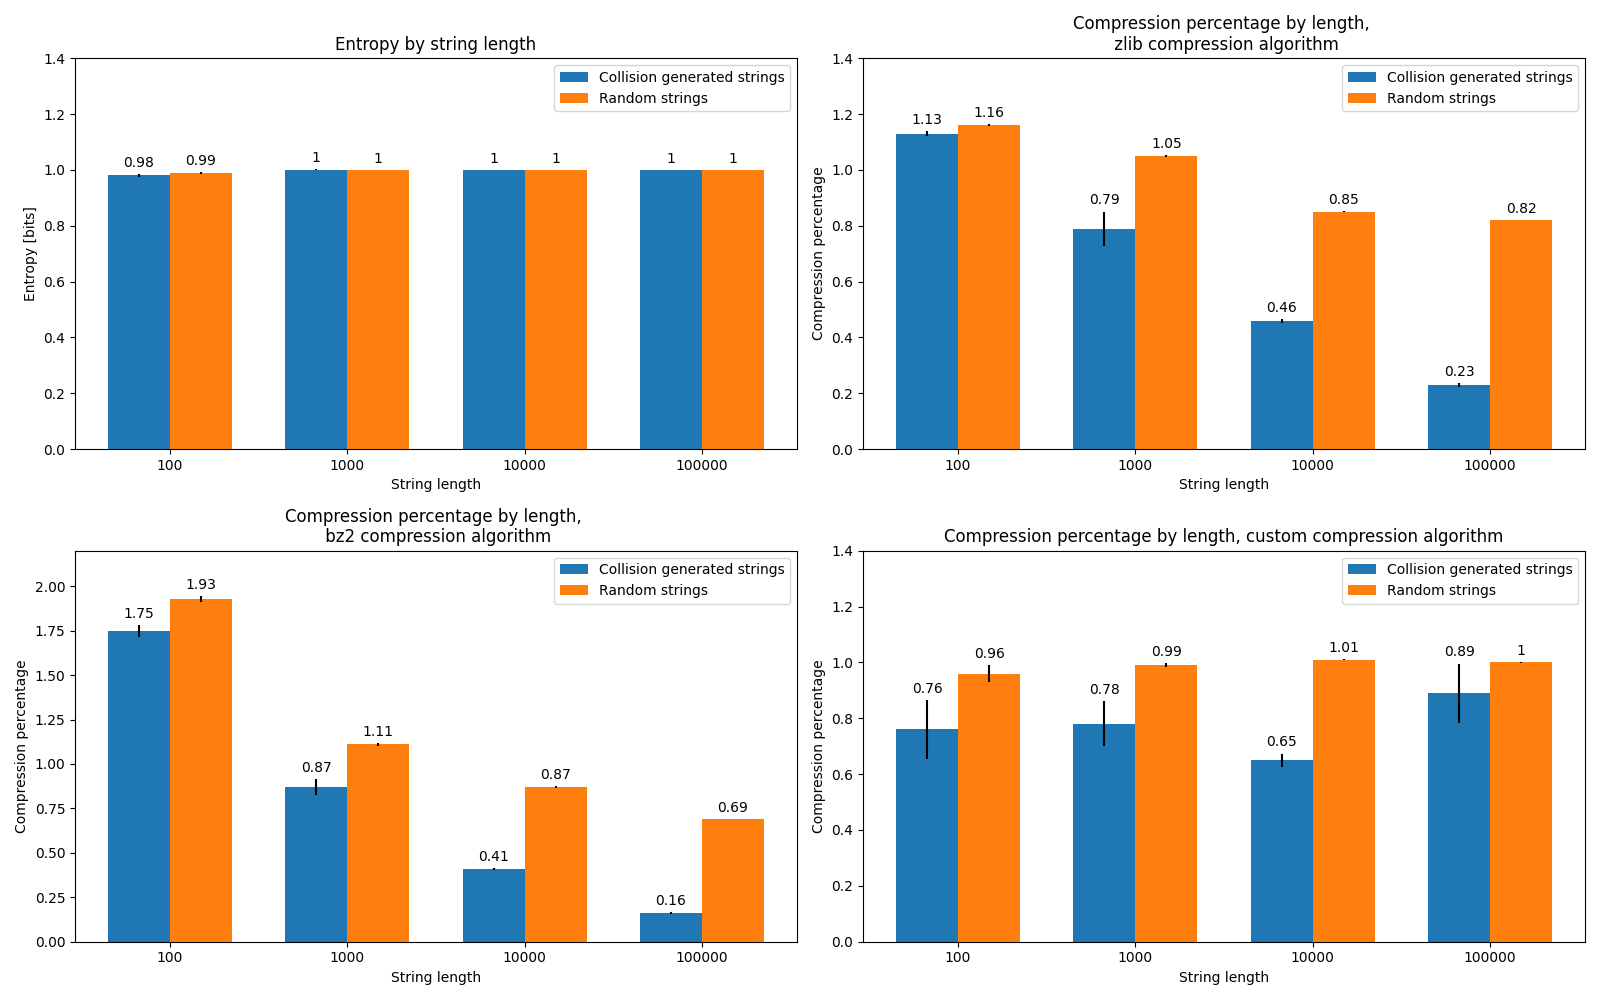 Entropy by string length
1.4
1.2
1.0
0.8
0.6
0.4
0.2
0.0
Entropy [bits]
Collision generated strings
Random strings
0.98 0.99 1 1 1 1 1 1
100 1000 10000 100000
String length
Compression percentage by length,
zlib compression algorithm
1.4
1.2
1.0
0.8
0.6
0.4
0.2
0.0
Compression percentage
Collision generated strings
Random strings
1.13 1.16 0.79 1.05 0.46 0.85 0.23 0.82
100 1000 10000 100000
String length
Compression percentage by length,
bz2 compression algorithm
2.00
1.75
1.50
1.25
1.00
0.75
0.50
0.25
0.00
Compression percentage
Collision generated strings
Random strings
1.75 1.93 0.87 1.11 0.41 0.87 0.16 0.69
100 1000 10000 100000
String length
Compression percentage by length, custom compression algorithm
1.4
1.2
1.0
0.8
0.6
0.4
0.2
0.0
Compression percentage
Collision generated strings
Random strings
0.76 0.96 0.78 0.99 0.65 1.01 0.89 1
100 1000 10000 100000
String length